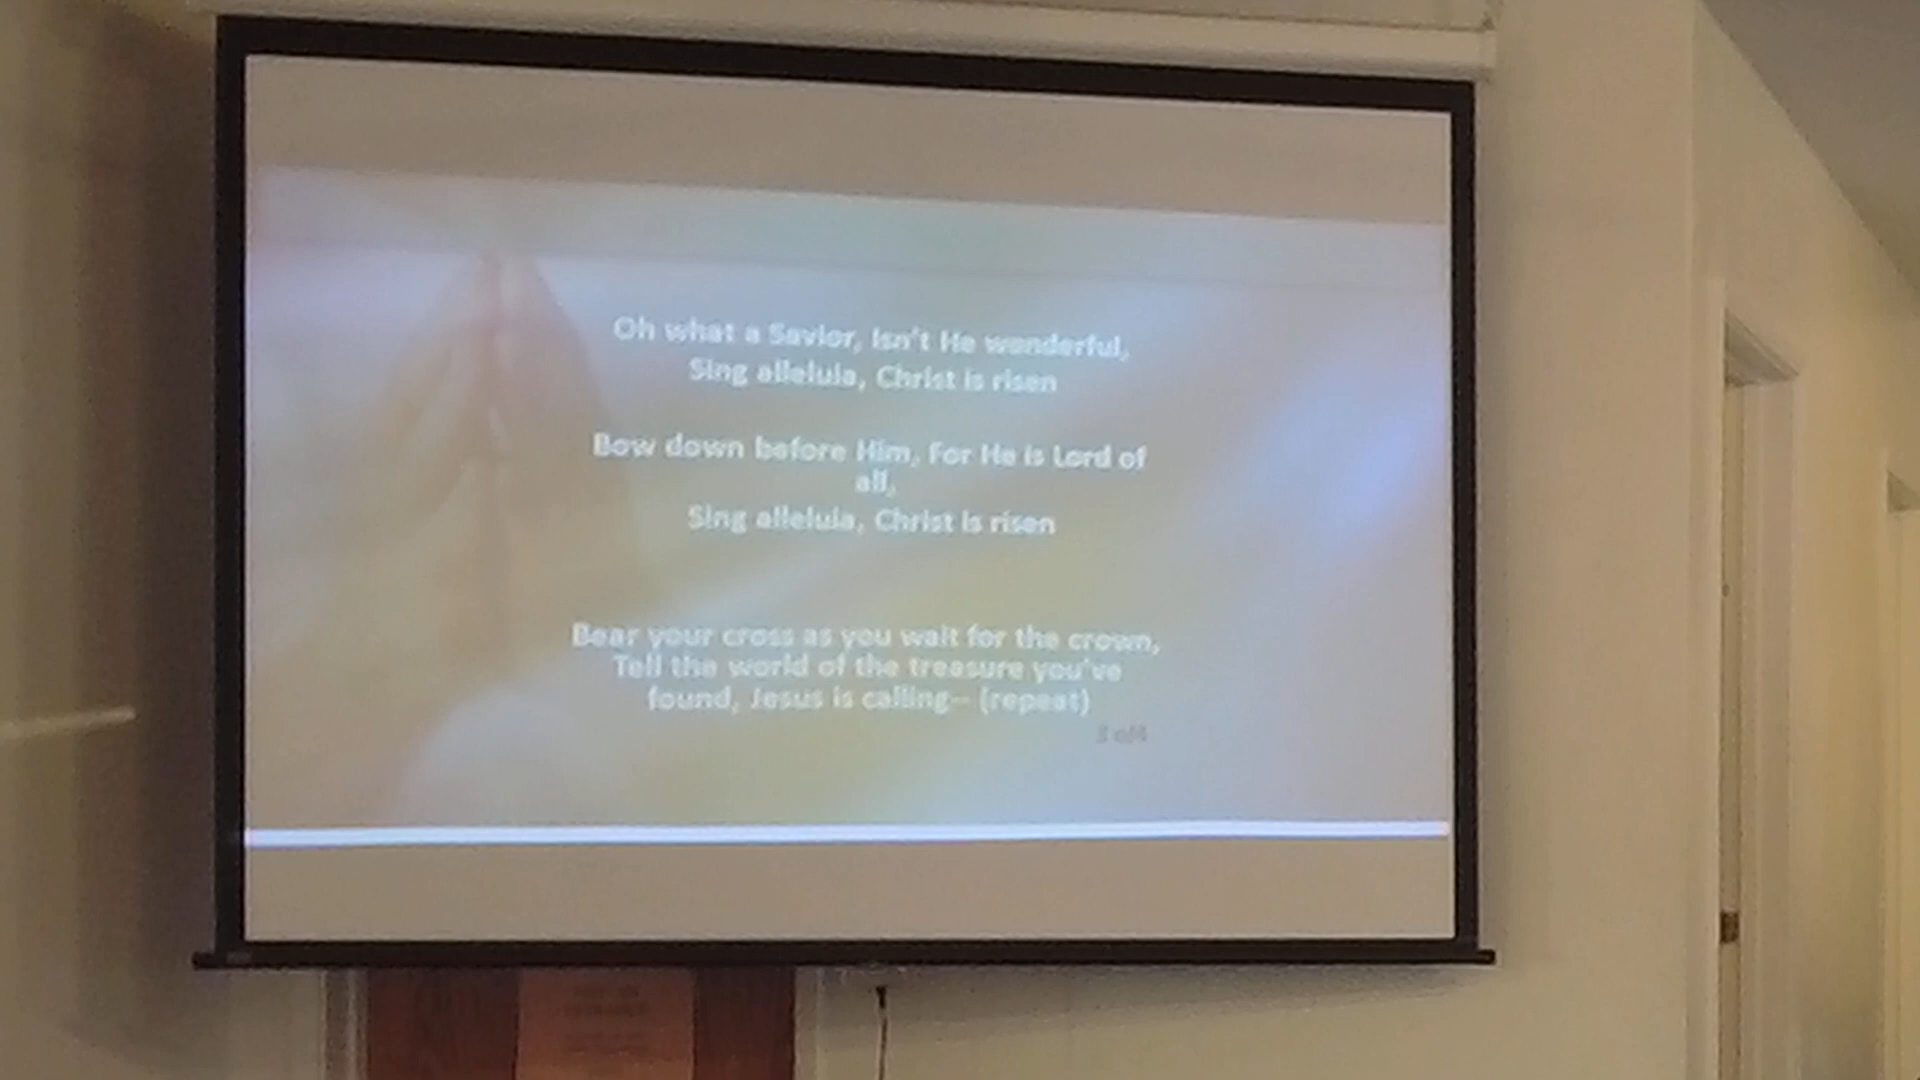 Oh what a Savior, Isn't He wonderful,
Sing alleluia, Christ is risen
Bow down before Him, For He is Lord of
all,
Sing alleluia, Christ is risen
Bear your cross as you wait for the crown,
Tell the world of the treasure you've
found, Jesus is calling-- (repeat)
3 of4